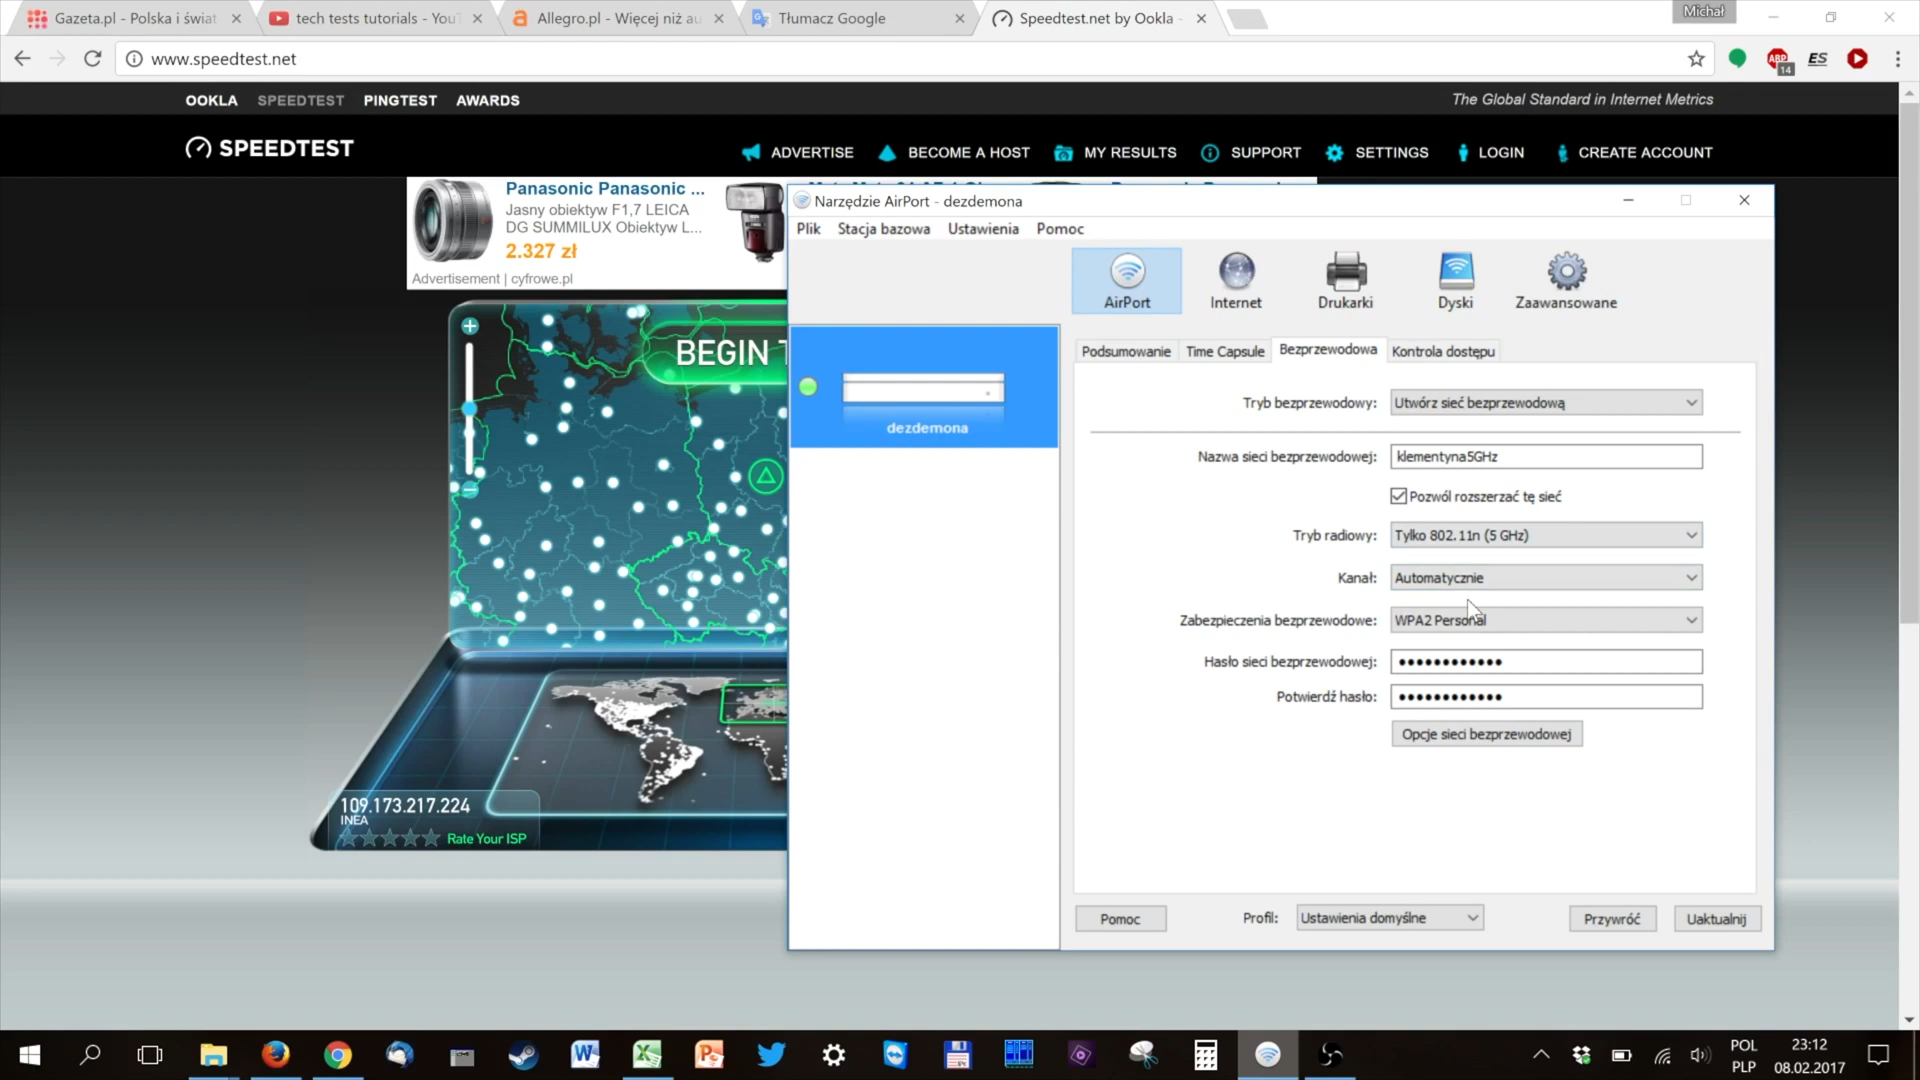 Gazeta.pl - Polska i świat
tech tests tutorials - YouT
Allegro.pl - Więcej niż au
Tłumacz Google
Speedtest.net by Ookla -
Michał
www.speedtest.net
ABP
14
ES
OOKLA SPEEDTEST PINGTEST AWARDS
The Global Standard in Internet Metrics
SPEEDTEST
ADVERTISE
BECOME A HOST
MY RESULTS
SUPPORT
SETTINGS
LOGIN
CREATE ACCOUNT
Panasonic Panasonic ...
Jasny obiektyw F1,7 LEICA
DG SUMMILUX Obiektyw L...
2.327 zł
Advertisement | cyfrowe.pl
BEGIN T
109.173.217.224
INEA
Rate Your ISP
Narzędzie AirPort - dezdemona
Plik Stacja bazowa Ustawienia Pomoc
AirPort
Internet
Drukarki
Dyski
Zaawansowane
dezdemona
Podsumowanie
Time Capsule
Bezprzewodowa
Kontrola dostępu
Tryb bezprzewodowy: Utwórz sieć bezprzewodową
Nazwa sieci bezprzewodowej: klementyna5GHz
Pozwól rozszerzać tę sieć
Tryb radiowy: Tylko 802.11n (5 GHz)
Kanał: Automatycznie
Zabezpieczenia bezprzewodowe: WPA2 Personal
Hasło sieci bezprzewodowej: ••••••••••••
Potwierdź hasło: ••••••••••••
Opcje sieci bezprzewodowej
Pomoc
Profil: Ustawienia domyślne
Przywróć
Uaktualnij
POL
PLP
23:12
08.02.2017